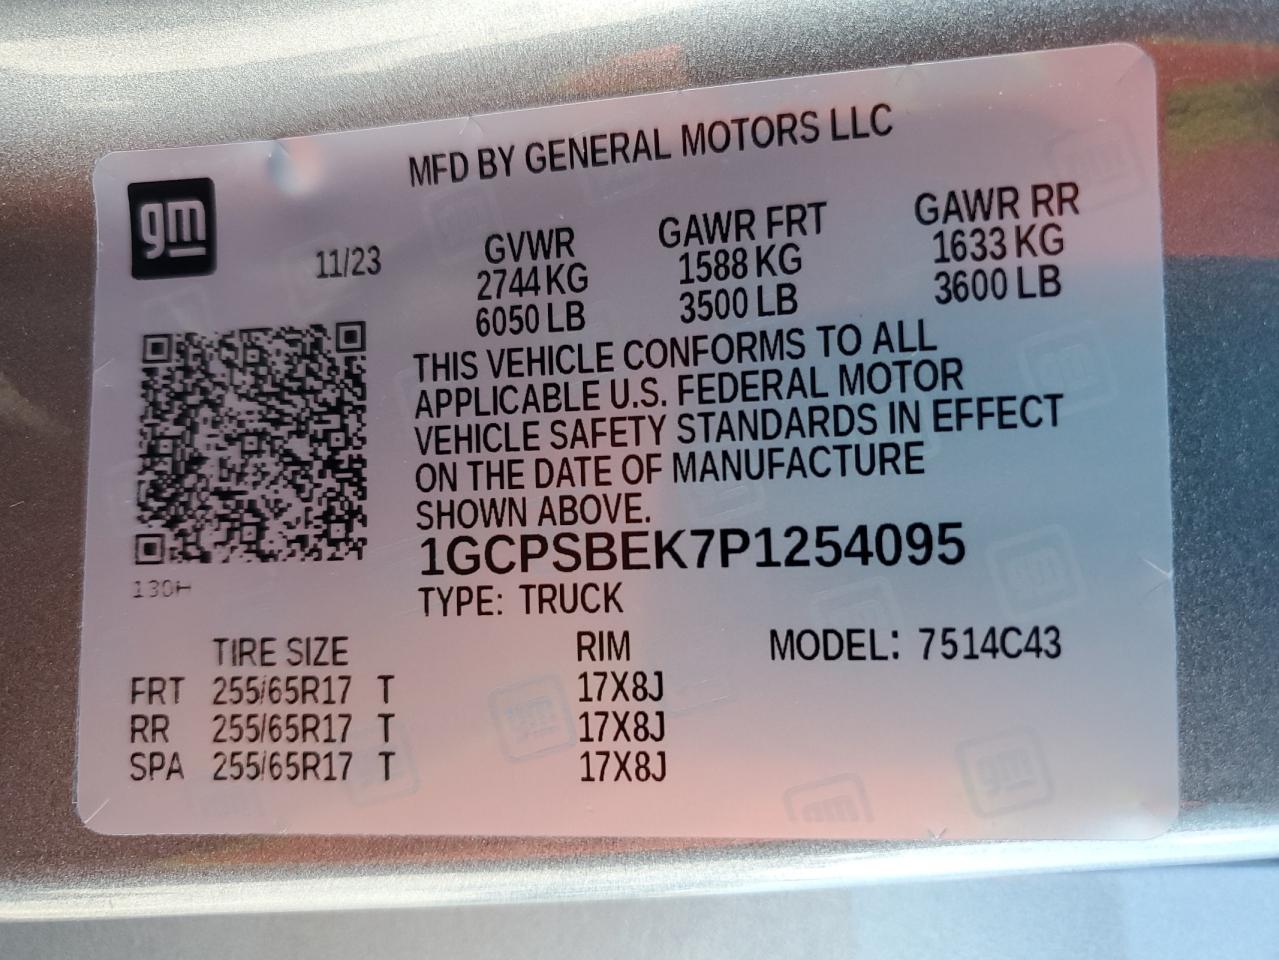 MFD BY GENERAL MOTORS LLC
gm
11/23
GVWR GAWR FRT GAWR RR
2744 KG 1588 KG 1633 KG
6050 LB 3500 LB 3600 LB
THIS VEHICLE CONFORMS TO ALL
APPLICABLE U.S. FEDERAL MOTOR
VEHICLE SAFETY STANDARDS IN EFFECT
ON THE DATE OF MANUFACTURE
SHOWN ABOVE.
1GCPSBEK7P1254095
130H
TYPE: TRUCK
TIRE SIZE RIM MODEL: 7514C43
FRT 255/65R17 T 17X8J
RR 255/65R17 T 17X8J
SPA 255/65R17 T 17X8J